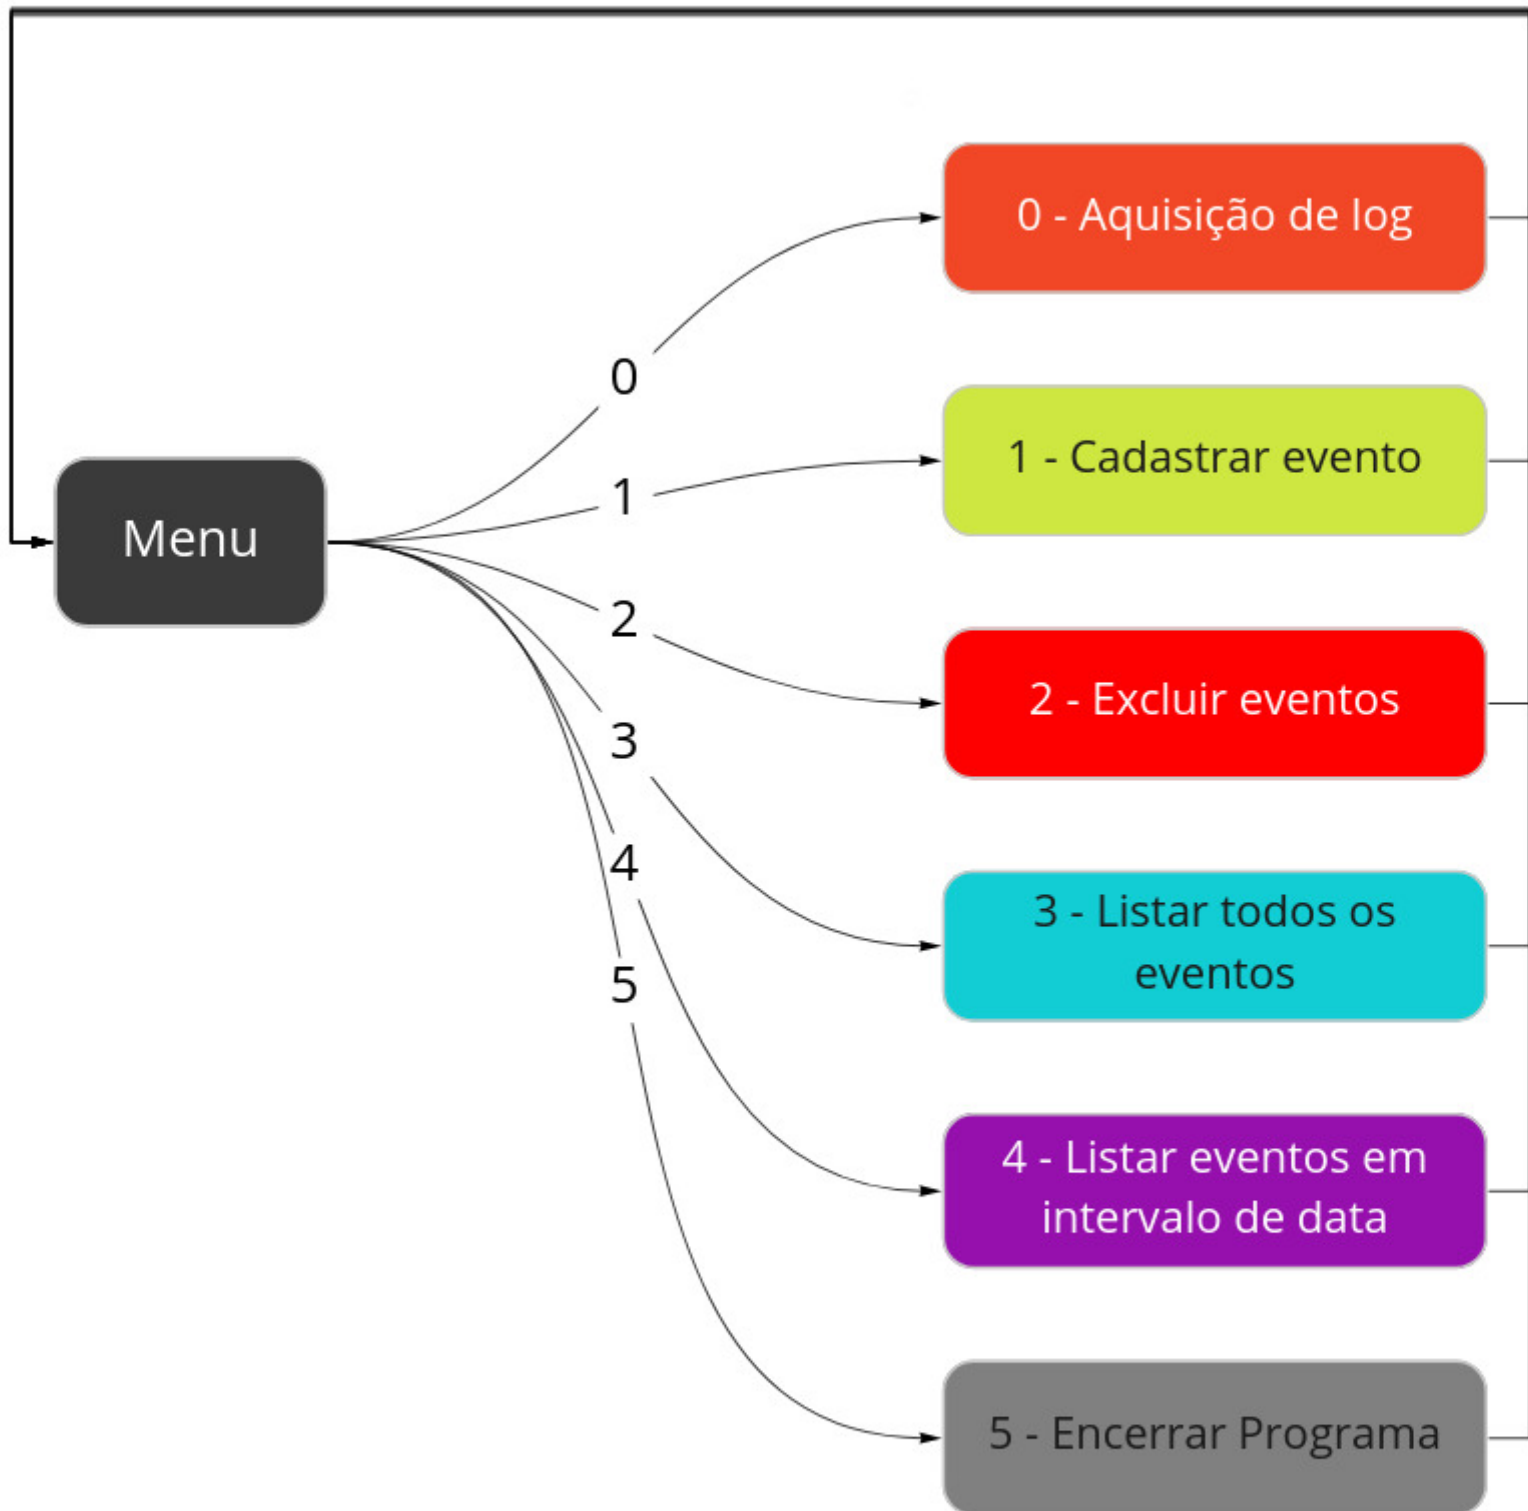 0 - Aquisição de log
0
1 - Cadastrar evento
1
Menu
2
2 - Excluir eventos
3
3 - Listar todos os
eventos
4
5
4 - Listar eventos em
intervalo de data
5 - Encerrar Programa